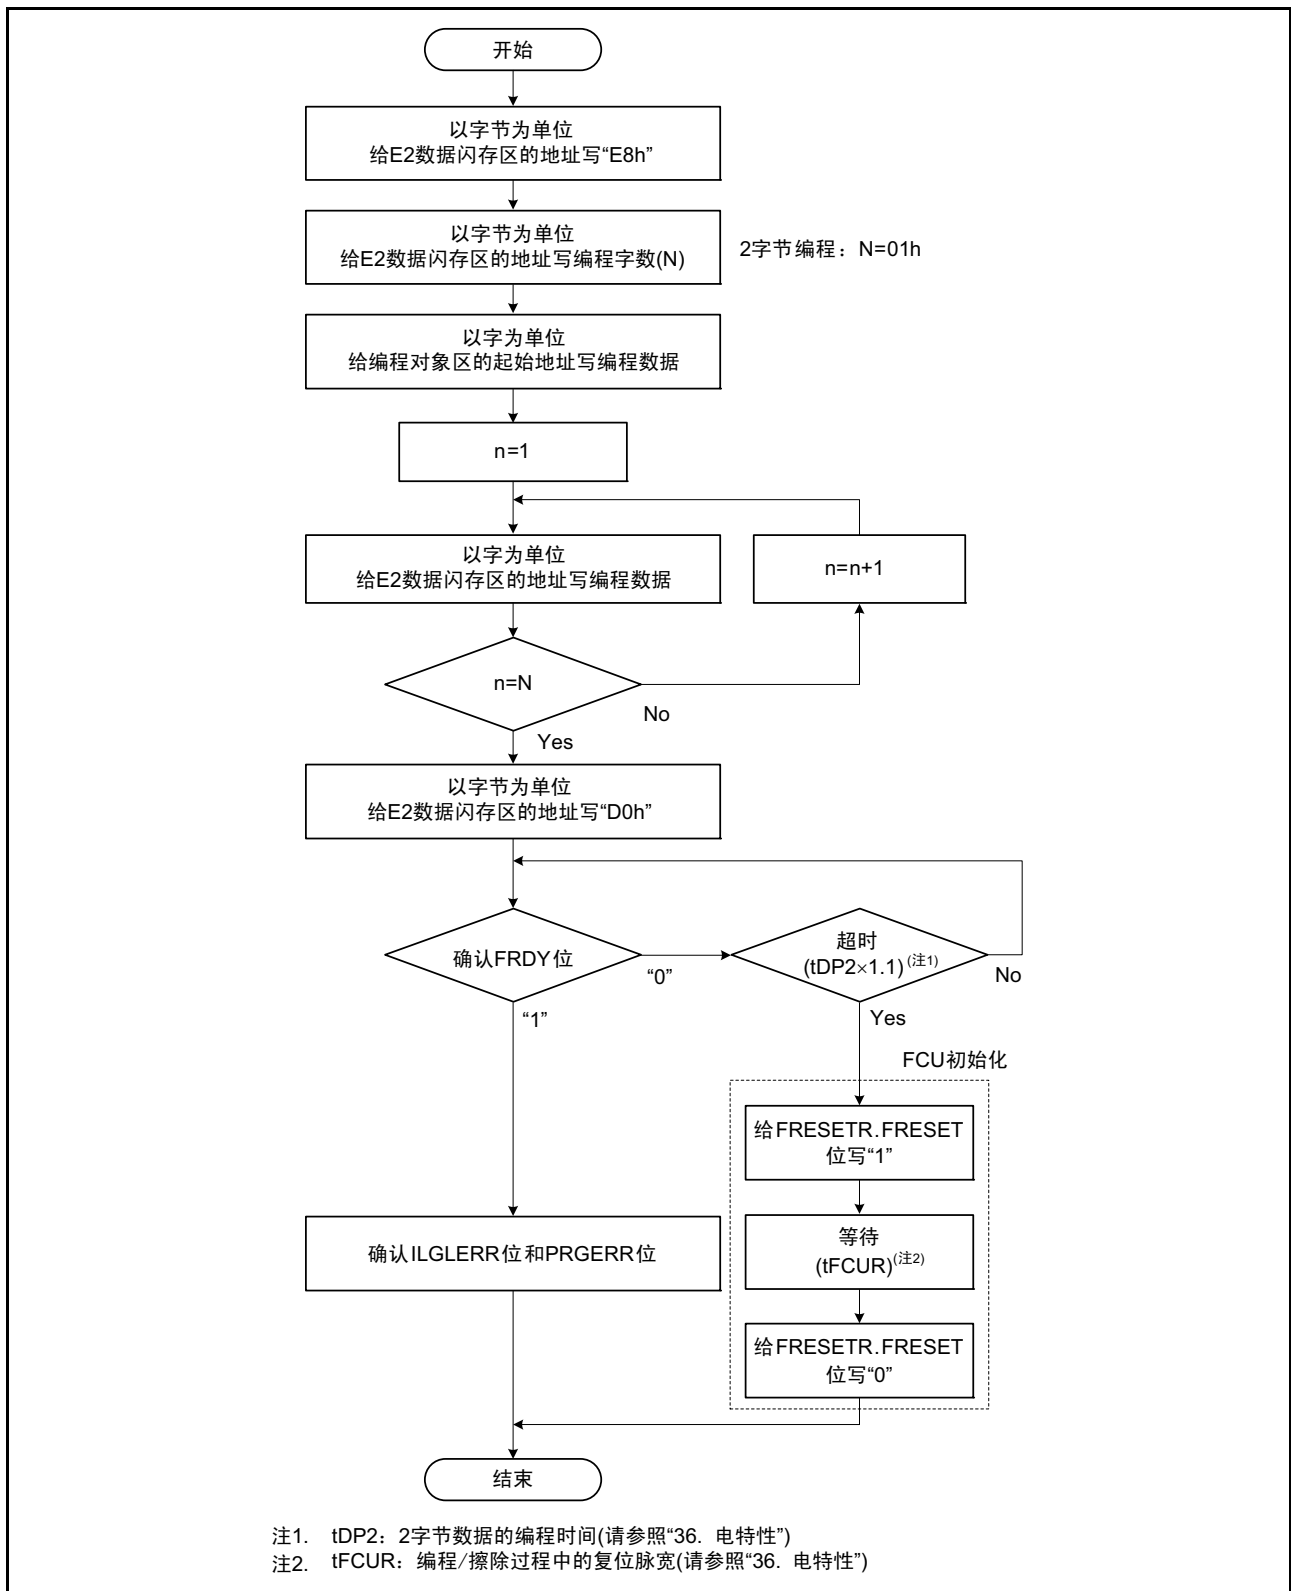 开始
以字节为单位
给E2数据闪存区的地址写“E8h”
以字节为单位
给E2数据闪存区的地址写编程字数(N)
2字节编程：N=01h
以字为单位
给编程对象区的起始地址写编程数据
n=1
以字为单位
给E2数据闪存区的地址写编程数据
n=n+1
n=N
No
Yes
以字节为单位
给E2数据闪存区的地址写“D0h”
确认FRDY位
“0”
超时
(tDP2×1.1)(注1)
No
“1”
Yes
FCU初始化
给FRESETR.FRESET
位写“1”
等待
(tFCUR)(注2)
确认ILGLERR位和PRGERR位
给FRESETR.FRESET
位写“0”
结束
注1. tDP2：2字节数据的编程时间(请参照“36. 电特性”)
注2. tFCUR：编程/擦除过程中的复位脉宽(请参照“36. 电特性”)